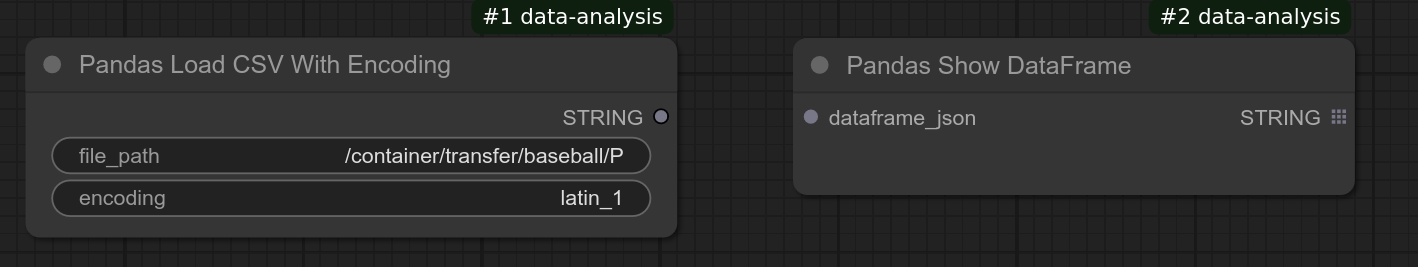 #1 data-analysis
Pandas Load CSV With Encoding
STRING
file_path /container/transfer/baseball/P
encoding latin_1
#2 data-analysis
Pandas Show DataFrame
dataframe_json STRING